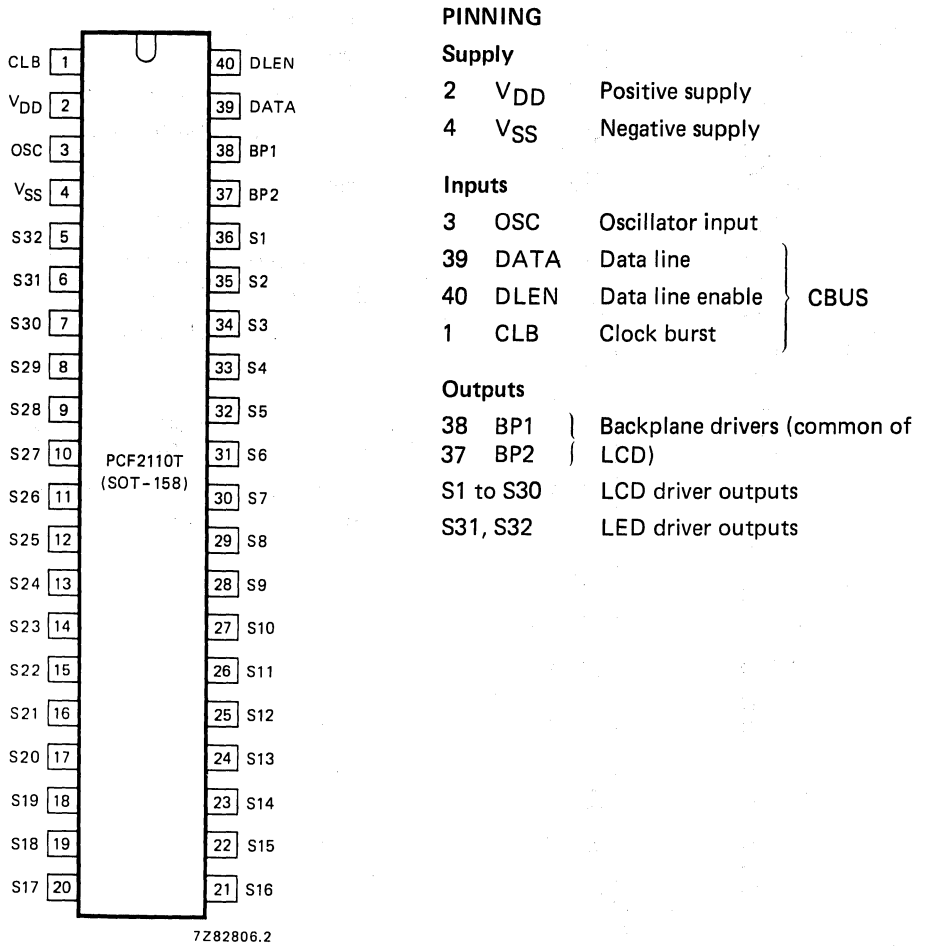 CLB 1 40 DLEN
VDD 2 39 DATA
OSC 3 38 BP1
VSS 4 37 BP2
S32 5 36 S1
S31 6 35 S2
S30 7 34 S3
S29 8 33 S4
S28 9 32 S5
S27 10 31 S6
PCF2110T
(SOT-158)
S26 11 30 S7
S25 12 29 S8
S24 13 28 S9
S23 14 27 S10
S22 15 26 S11
S21 16 25 S12
S20 17 24 S13
S19 18 23 S14
S18 19 22 S15
S17 20 21 S16
7Z82806.2
PINNING
Supply
2 VDD Positive supply
4 VSS Negative supply
Inputs
3 OSC Oscillator input
39 DATA Data line
40 DLEN Data line enable CBUS
1 CLB Clock burst
Outputs
38 BP1 Backplane drivers (common of
37 BP2 LCD)
S1 to S30 LCD driver outputs
S31, S32 LED driver outputs